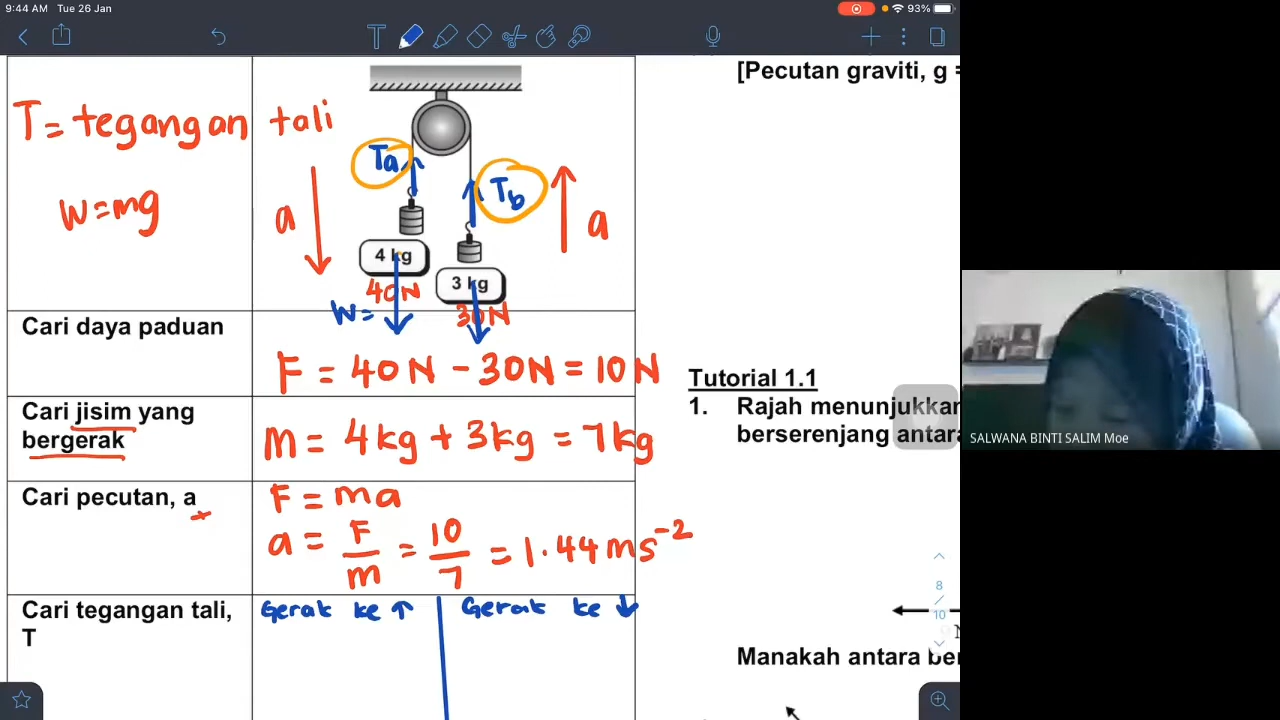 9:44 AM Tue 26 Jan
93%
[Pecutan graviti, g =
T = tegangan tali
W = mg
a
Ta
Tb
a
4 kg
40N
3 kg
W =
30N
Cari daya paduan
F = 40N - 30N = 10N
Cari jisim yang
bergerak
m = 4kg + 3kg = 7kg
Cari pecutan, a
F = ma
a = F/m = 10/7 = 1.44 ms⁻²
Cari tegangan tali,
T
Gerak ke ↑
Gerak ke ↓
Tutorial 1.1
1. Rajah menunjukkan
berserenjang antara
8
/
10
Manakah antara ber
SALWANA BINTI SALIM Moe